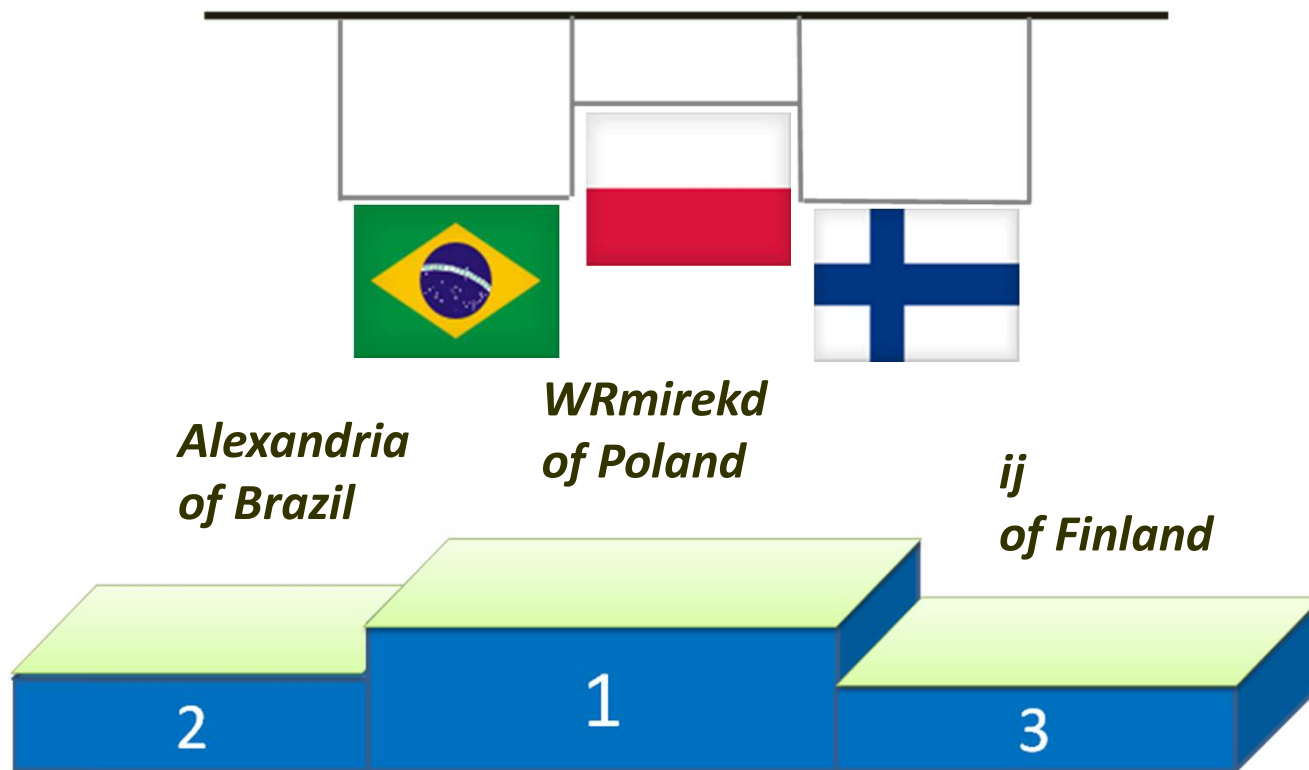 Alexandria
of Brazil
WRmirekd
of Poland
ij
of Finland
2
1
3